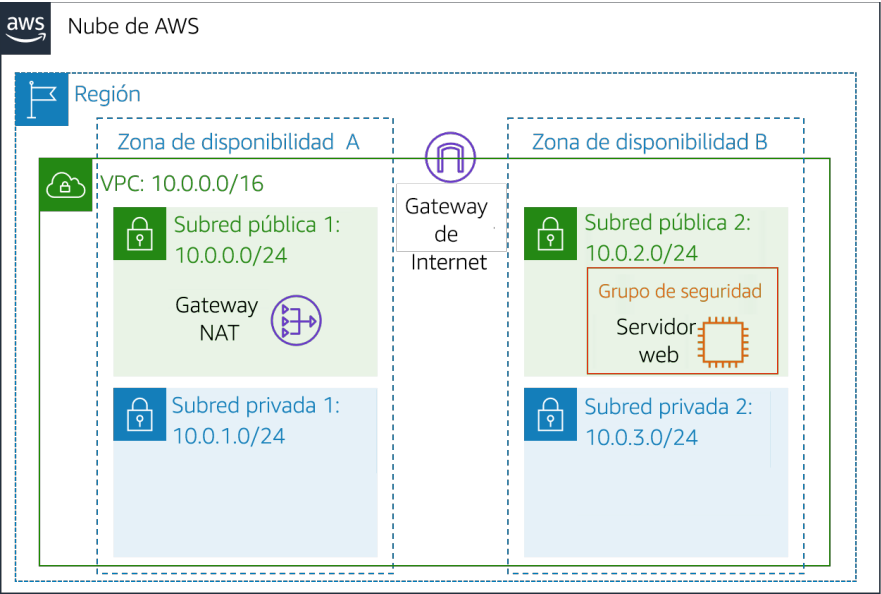 aws
Nube de AWS
Región
Zona de disponibilidad A
Zona de disponibilidad B
VPC: 10.0.0.0/16
Gateway
de
Internet
Subred pública 1:
10.0.0.0/24
Gateway
NAT
Subred pública 2:
10.0.2.0/24
Grupo de seguridad
Servidor
web
Subred privada 1:
10.0.1.0/24
Subred privada 2:
10.0.3.0/24